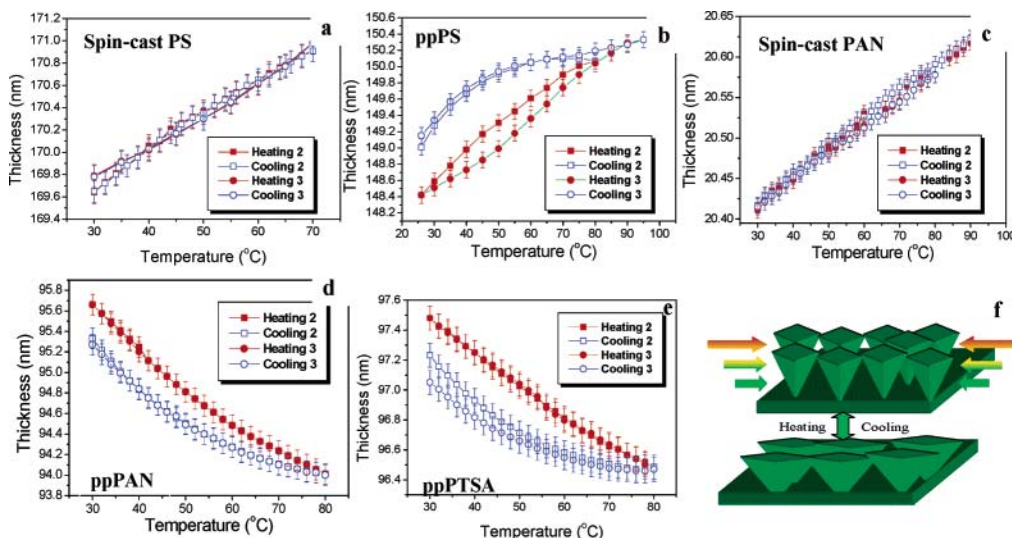 a
Spin-cast PS
171.2
171.0
170.8
170.6
170.4
170.2
170.0
169.8
169.6
169.4
Thickness (nm)
Heating 2
Cooling 2
Heating 3
Cooling 3
30 40 50 60 70
Temperature (°C)
b
ppPS
150.6
150.4
150.2
150.0
149.8
149.6
149.4
149.2
149.0
148.8
148.6
148.4
148.2
Thickness (nm)
Heating 2
Cooling 2
Heating 3
Cooling 3
20 30 40 50 60 70 80 90 100
Temperature (°C)
c
Spin-cast PAN
20.65
20.60
20.55
20.50
20.45
20.40
Thickness (nm)
Heating 2
Cooling 2
Heating 3
Cooling 3
20 30 40 50 60 70 80 90 100
Temperature (°C)
d
95.8
95.6
95.4
95.2
95.0
94.8
94.6
94.4
94.2
94.0
93.8
Thickness (nm)
Heating 2
Cooling 2
Heating 3
Cooling 3
ppPAN
30 40 50 60 70 80
Temperature (°C)
e
97.6
97.4
97.2
97.0
96.8
96.6
96.4
Thickness (nm)
Heating 2
Cooling 2
Heating 3
Cooling 3
ppPTSA
30 40 50 60 70 80
Temperature (°C)
f
Heating Cooling